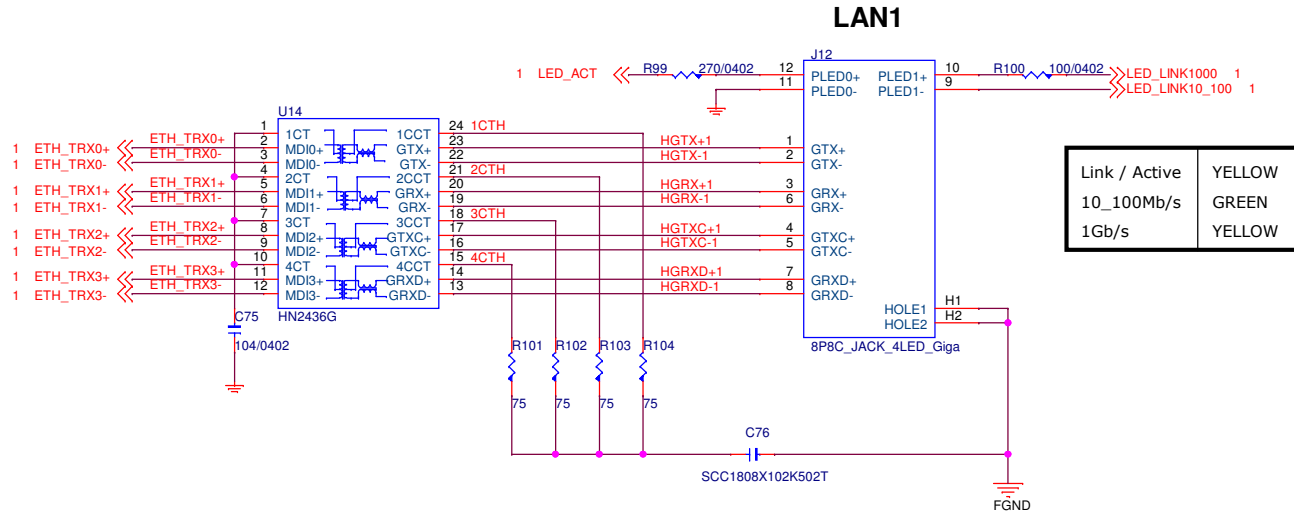 LAN1
J12
1 LED_ACT R99 270/0402 12 PLED0+ PLED1+ 10 R100 100/0402 LED_LINK1000 1
11 PLED0- PLED1- 9 LED_LINK10_100 1
U14
1 1CT 1CCT 24 1CTH
1 ETH_TRX0+ ETH_TRX0+ 2 MDI0+ GTX+ 23 HGTX+1 1 GTX+
1 ETH_TRX0- ETH_TRX0- 3 MDI0- GTX- 22 HGTX-1 2 GTX-
4 2CT 2CCT 21 2CTH
1 ETH_TRX1+ ETH_TRX1+ 5 MDI1+ GRX+ 20 HGRX+1 3 GRX+
1 ETH_TRX1- ETH_TRX1- 6 MDI1- GRX- 19 HGRX-1 6 GRX-
7 3CT 3CCT 18 3CTH
1 ETH_TRX2+ ETH_TRX2+ 8 MDI2+ GTXC+ 17 HGTXC+1 4 GTXC+
1 ETH_TRX2- ETH_TRX2- 9 MDI2- GTXC- 16 HGTXC-1 5 GTXC-
10 4CT 4CCT 15 4CTH
1 ETH_TRX3+ ETH_TRX3+ 11 MDI3+ GRXD+ 14 HGRXD+1 7 GRXD+
1 ETH_TRX3- ETH_TRX3- 12 MDI3- GRXD- 13 HGRXD-1 8 GRXD-
Link / Active YELLOW
10_100Mb/s GREEN
1Gb/s YELLOW
HOLE1 H1
HOLE2 H2
HN2436G
8P8C_JACK_4LED_Giga
C75
104/0402
R101 R102 R103 R104
75 75 75 75
C76
SCC1808X102K502T
FGND